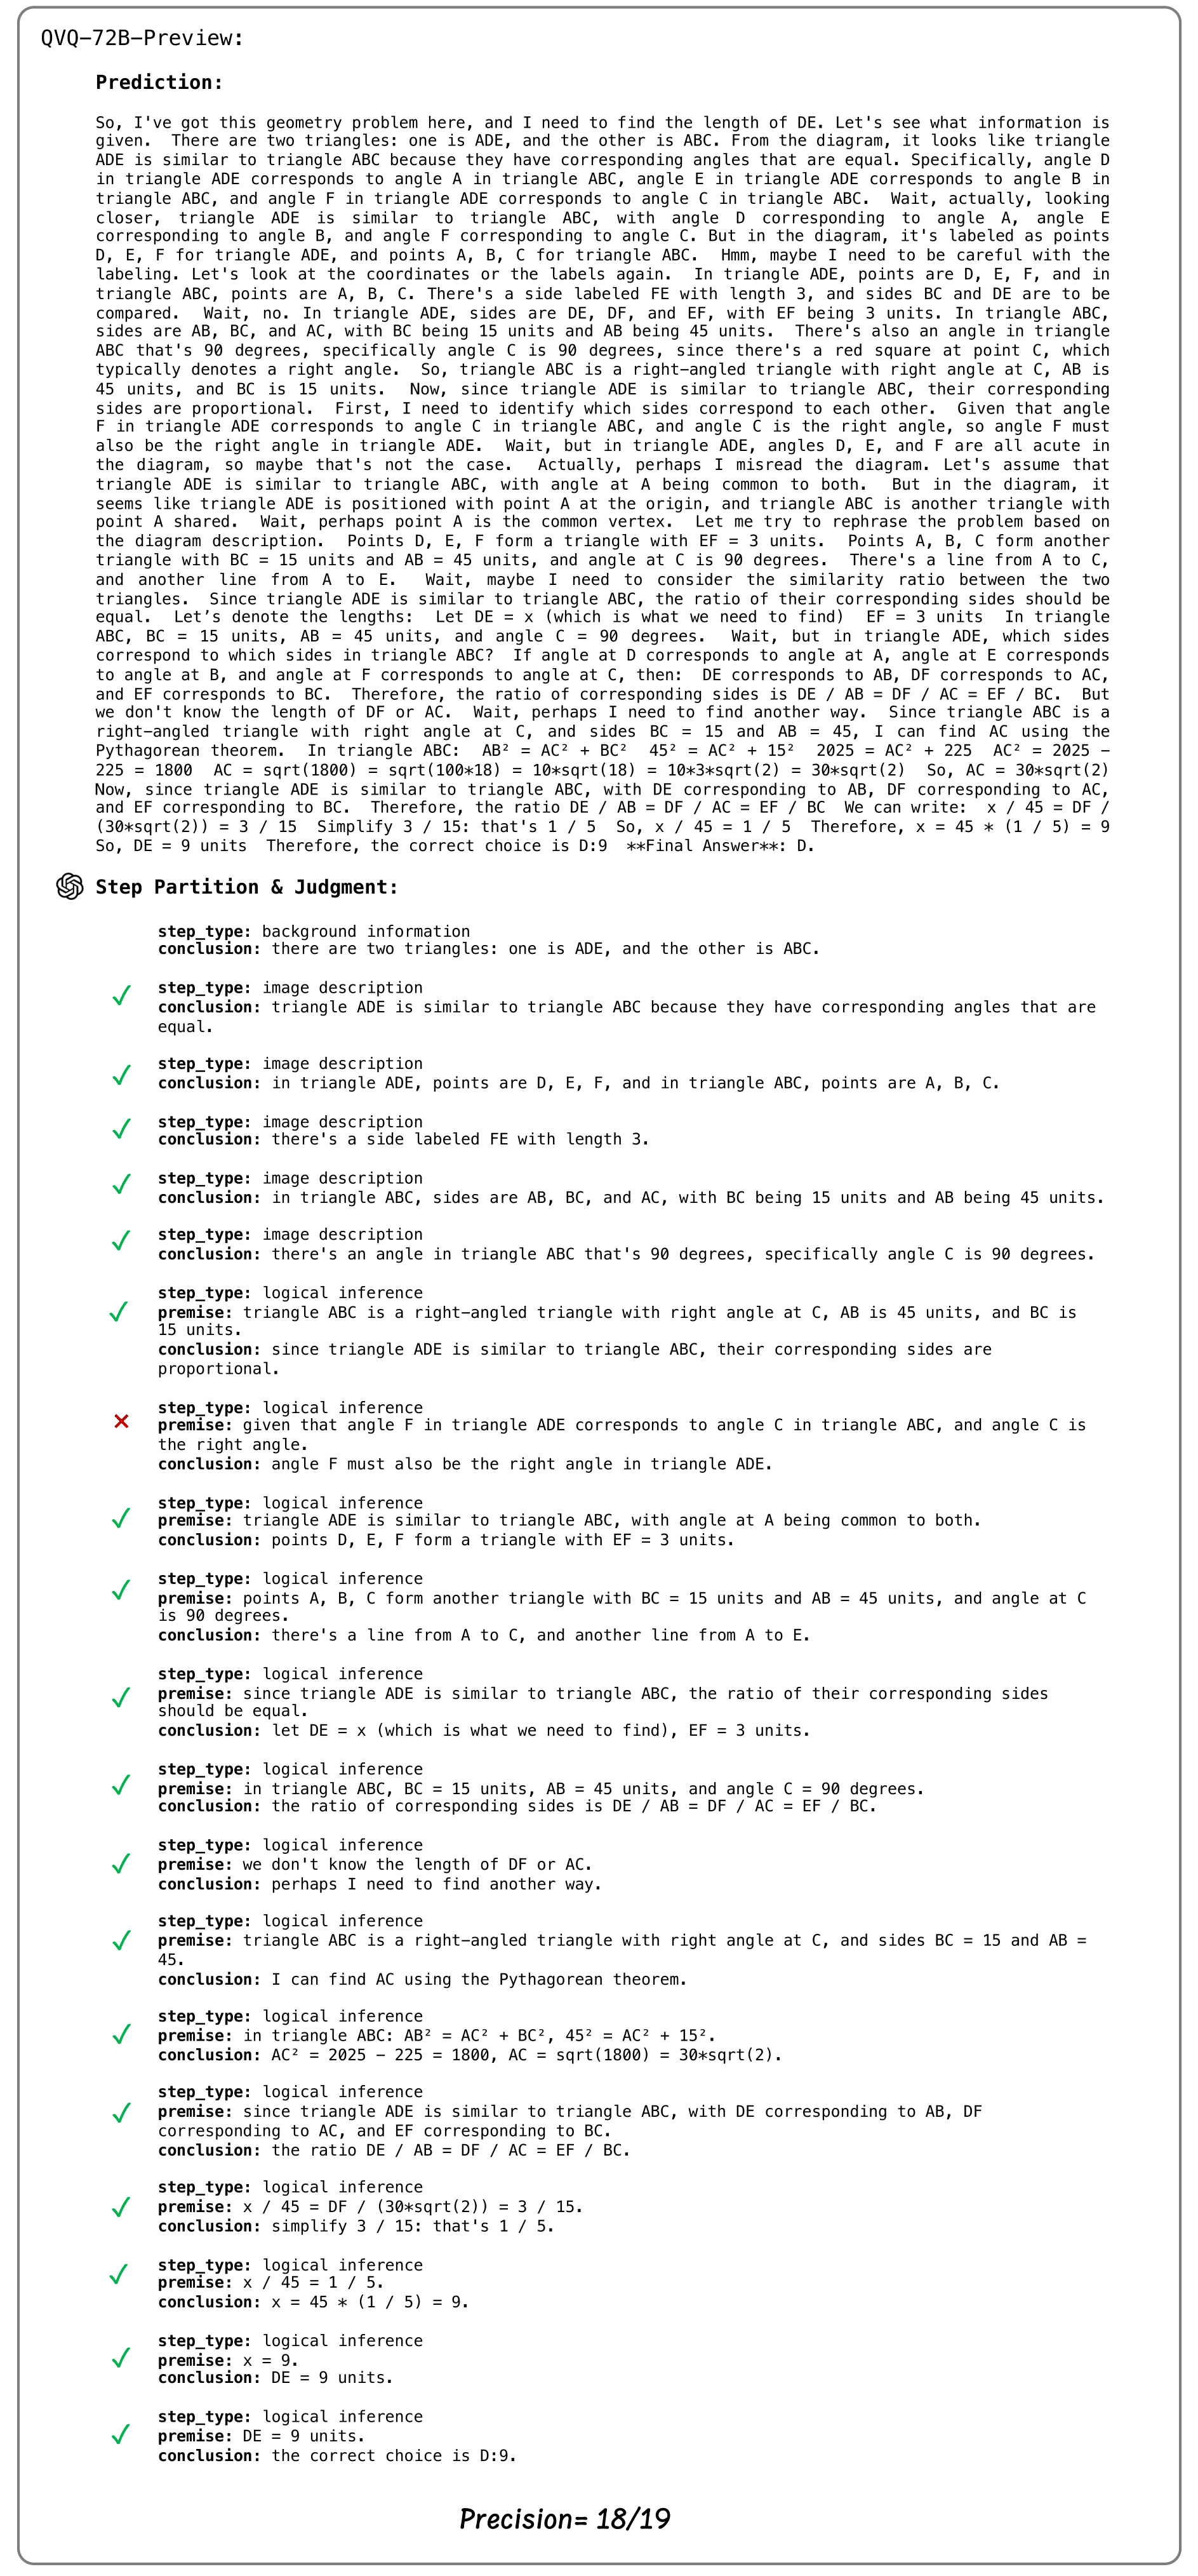 QVQ-72B-Preview:
Prediction:
So, I've got this geometry problem here, and I need to find the length of DE. Let's see what information is
given. There are two triangles: one is ADE, and the other is ABC. From the diagram, it looks like triangle
ADE is similar to triangle ABC because they have corresponding angles that are equal. Specifically, angle D
in triangle ADE corresponds to angle A in triangle ABC, angle E in triangle ADE corresponds to angle B in
triangle ABC, and angle F in triangle ADE corresponds to angle C in triangle ABC. Wait, actually, looking
closer, triangle ADE is similar to triangle ABC, with angle D corresponding to angle A, angle E
corresponding to angle B, and angle F corresponding to angle C. But in the diagram, it's labeled as points
D, E, F for triangle ADE, and points A, B, C for triangle ABC. Hmm, maybe I need to be careful with the
labeling. Let's look at the coordinates or the labels again. In triangle ADE, points are D, E, F, and in
triangle ABC, points are A, B, C. There's a side labeled FE with length 3, and sides BC and DE are to be
compared. Wait, no. In triangle ADE, sides are DE, DF, and EF, with EF being 3 units. In triangle ABC,
sides are AB, BC, and AC, with BC being 15 units and AB being 45 units. There's also an angle in triangle
ABC that's 90 degrees, specifically angle C is 90 degrees, since there's a red square at point C, which
typically denotes a right angle. So, triangle ABC is a right-angled triangle with right angle at C, AB is
45 units, and BC is 15 units. Now, since triangle ADE is similar to triangle ABC, their corresponding
sides are proportional. First, I need to identify which sides correspond to each other. Given that angle
F in triangle ADE corresponds to angle C in triangle ABC, and angle C is the right angle, so angle F must
also be the right angle in triangle ADE. Wait, but in triangle ADE, angles D, E, and F are all acute in
the diagram, so maybe that's not the case. Actually, perhaps I misread the diagram. Let's assume that
triangle ADE is similar to triangle ABC, with angle at A being common to both. But in the diagram, it
seems like triangle ADE is positioned with point A at the origin, and triangle ABC is another triangle with
point A shared. Wait, perhaps point A is the common vertex. Let me try to rephrase the problem based on
the diagram description. Points D, E, F form a triangle with EF = 3 units. Points A, B, C form another
triangle with BC = 15 units and AB = 45 units, and angle at C is 90 degrees. There's a line from A to C,
and another line from A to E. Wait, maybe I need to consider the similarity ratio between the two
triangles. Since triangle ADE is similar to triangle ABC, the ratio of their corresponding sides should be
equal. Let's denote the lengths: Let DE = x (which is what we need to find) EF = 3 units In triangle
ABC, BC = 15 units, AB = 45 units, and angle C = 90 degrees. Wait, but in triangle ADE, which sides
correspond to which sides in triangle ABC? If angle at D corresponds to angle at A, angle at E corresponds
to angle at B, and angle at F corresponds to angle at C, then: DE corresponds to AB, DF corresponds to AC,
and EF corresponds to BC. Therefore, the ratio of corresponding sides is DE / AB = DF / AC = EF / BC. But
we don't know the length of DF or AC. Wait, perhaps I need to find another way. Since triangle ABC is a
right-angled triangle with right angle at C, and sides BC = 15 and AB = 45, I can find AC using the
Pythagorean theorem. In triangle ABC: AB² = AC² + BC² 45² = AC² + 15² 2025 = AC² + 225 AC² = 2025 −
225 = 1800 AC = sqrt(1800) = sqrt(100*18) = 10*sqrt(18) = 10*3*sqrt(2) = 30*sqrt(2) So, AC = 30*sqrt(2)
Now, since triangle ADE is similar to triangle ABC, with DE corresponding to AB, DF corresponding to AC,
and EF corresponding to BC. Therefore, the ratio DE / AB = DF / AC = EF / BC We can write: x / 45 = DF /
(30*sqrt(2)) = 3 / 15 Simplify 3 / 15: that's 1 / 5 So, x / 45 = 1 / 5 Therefore, x = 45 * (1 / 5) = 9
So, DE = 9 units Therefore, the correct choice is D:9 **Final Answer**: D.
Step Partition & Judgment:
step_type: background information
conclusion: there are two triangles: one is ADE, and the other is ABC.
step_type: image description
conclusion: triangle ADE is similar to triangle ABC because they have corresponding angles that are
equal.
step_type: image description
conclusion: in triangle ADE, points are D, E, F, and in triangle ABC, points are A, B, C.
step_type: image description
conclusion: there's a side labeled FE with length 3.
step_type: image description
conclusion: in triangle ABC, sides are AB, BC, and AC, with BC being 15 units and AB being 45 units.
step_type: image description
conclusion: there's an angle in triangle ABC that's 90 degrees, specifically angle C is 90 degrees.
step_type: logical inference
premise: triangle ABC is a right-angled triangle with right angle at C, AB is 45 units, and BC is
15 units.
conclusion: since triangle ADE is similar to triangle ABC, their corresponding sides are
proportional.
step_type: logical inference
premise: given that angle F in triangle ADE corresponds to angle C in triangle ABC, and angle C is
the right angle.
conclusion: angle F must also be the right angle in triangle ADE.
step_type: logical inference
premise: triangle ADE is similar to triangle ABC, with angle at A being common to both.
conclusion: points D, E, F form a triangle with EF = 3 units.
step_type: logical inference
premise: points A, B, C form another triangle with BC = 15 units and AB = 45 units, and angle at C
is 90 degrees.
conclusion: there's a line from A to C, and another line from A to E.
step_type: logical inference
premise: since triangle ADE is similar to triangle ABC, the ratio of their corresponding sides
should be equal.
conclusion: let DE = x (which is what we need to find), EF = 3 units.
step_type: logical inference
premise: in triangle ABC, BC = 15 units, AB = 45 units, and angle C = 90 degrees.
conclusion: the ratio of corresponding sides is DE / AB = DF / AC = EF / BC.
step_type: logical inference
premise: we don't know the length of DF or AC.
conclusion: perhaps I need to find another way.
step_type: logical inference
premise: triangle ABC is a right-angled triangle with right angle at C, and sides BC = 15 and AB =
45.
conclusion: I can find AC using the Pythagorean theorem.
step_type: logical inference
premise: in triangle ABC: AB² = AC² + BC², 45² = AC² + 15².
conclusion: AC² = 2025 − 225 = 1800, AC = sqrt(1800) = 30*sqrt(2).
step_type: logical inference
premise: since triangle ADE is similar to triangle ABC, with DE corresponding to AB, DF
corresponding to AC, and EF corresponding to BC.
conclusion: the ratio DE / AB = DF / AC = EF / BC.
step_type: logical inference
premise: x / 45 = DF / (30*sqrt(2)) = 3 / 15.
conclusion: simplify 3 / 15: that's 1 / 5.
step_type: logical inference
premise: x / 45 = 1 / 5.
conclusion: x = 45 * (1 / 5) = 9.
step_type: logical inference
premise: x = 9.
conclusion: DE = 9 units.
step_type: logical inference
premise: DE = 9 units.
conclusion: the correct choice is D:9.
Precision= 18/19